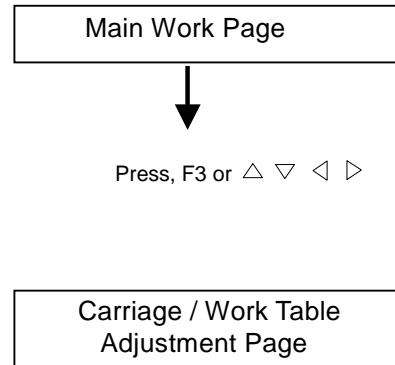 Main Work Page
Press, F3 or △ ▽ ◁ ▷
Carriage / Work Table
Adjustment Page